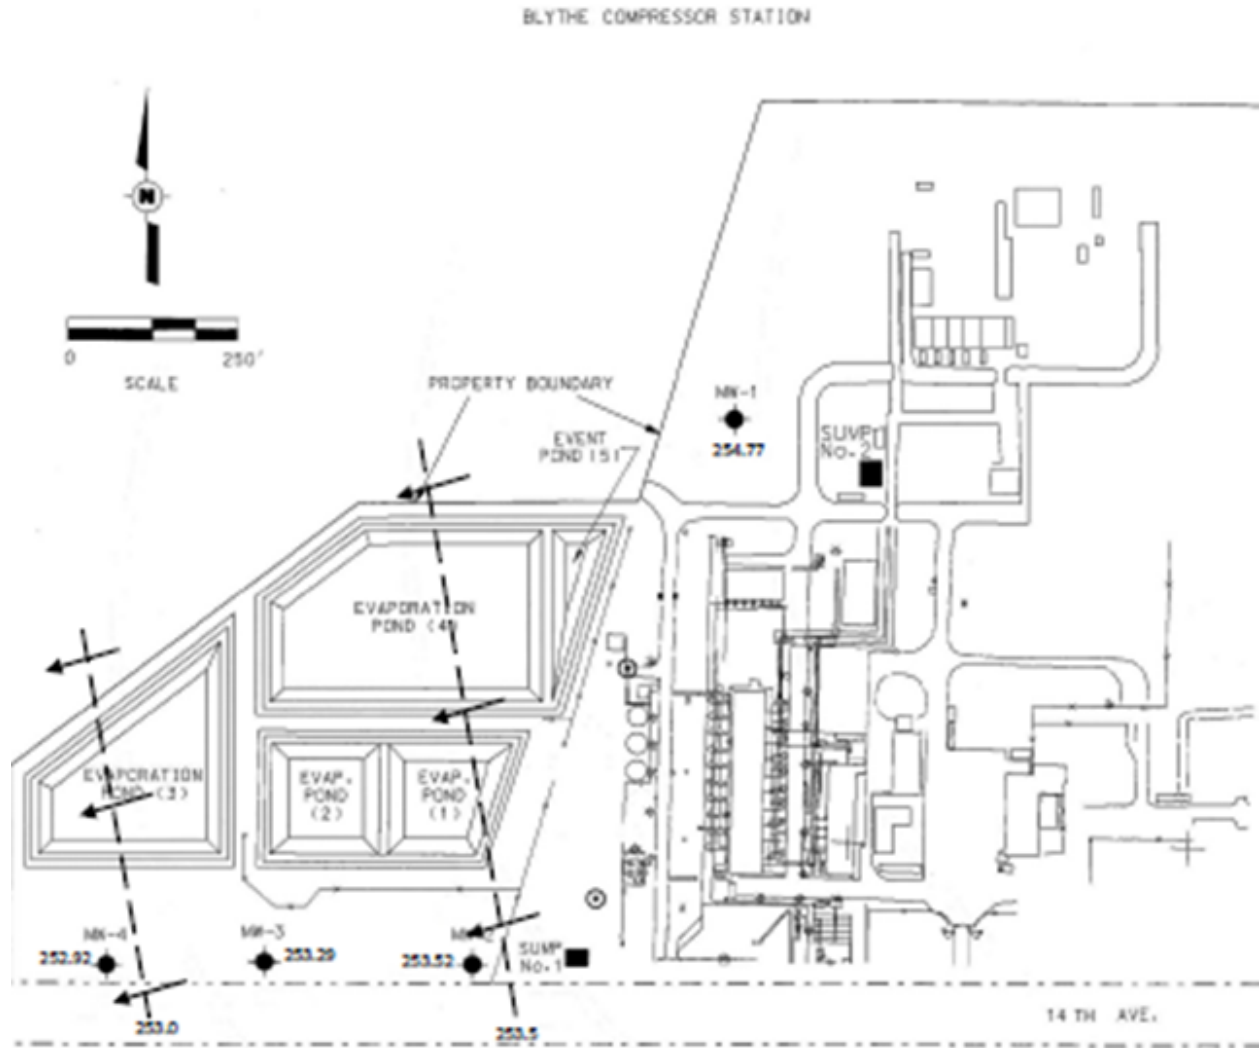 BLYTHE COMPRESSOR STATION
N
0 250'
SCALE
PROPERTY BOUNDARY
MW-1
254.77
EVENT
POND (5)
SUMP
No.2
EVAPORATION
POND (4)
EVAPORATION
POND (3)
EVAP.
POND
(2)
EVAP.
POND
(1)
MW-4
252.92
MW-3
253.29
253.52
SUMP
No.1
253.0
253.5
14 TH AVE.